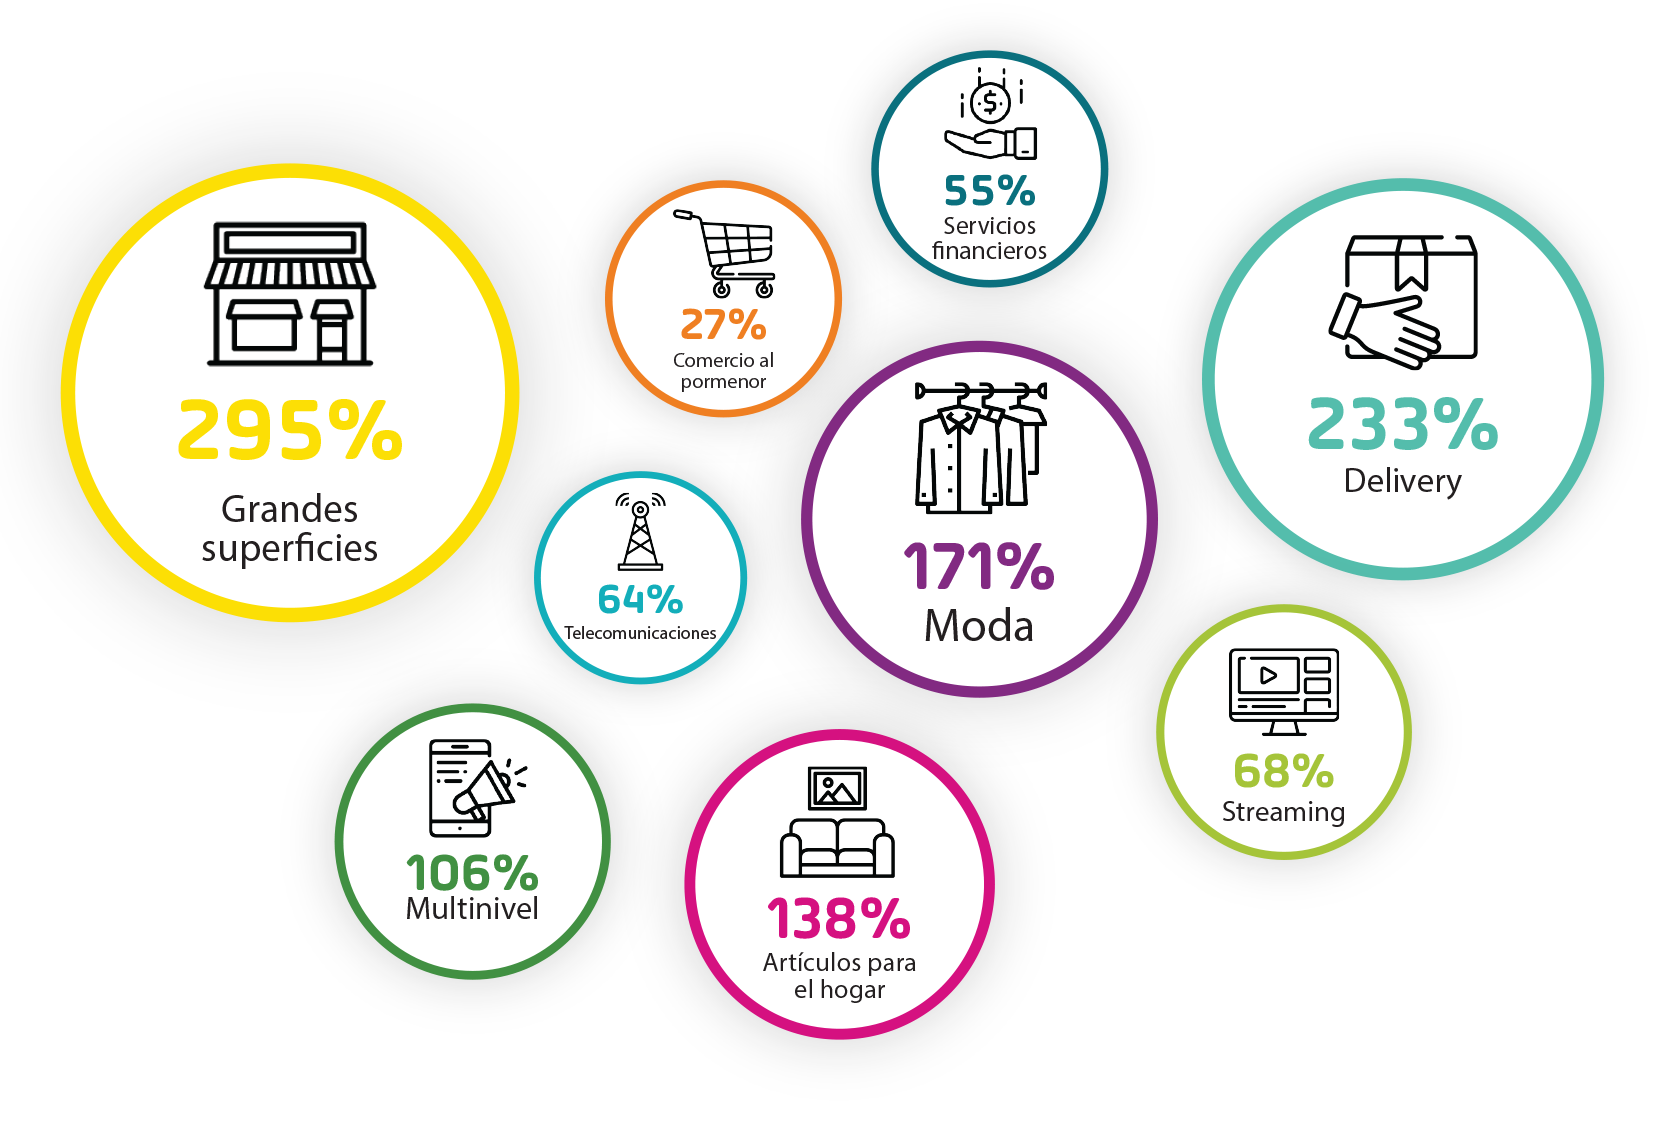 295%
Grandes
superficies
27%
Comercio al
pormenor
55%
Servicios
financieros
233%
Delivery
64%
Telecomunicaciones
171%
Moda
68%
Streaming
106%
Multinivel
138%
Artículos para
el hogar
$